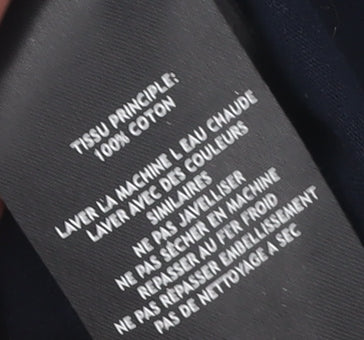 TISSU PRINCIPLE:
100% COTON
LAVER LA MACHINE L EAU CHAUDE
LAVER AVEC DES COULEURS
SIMILAIRES
NE PAS JAVELLISER
NE PAS SÉCHER EN MACHINE
REPASSER AU FER FROID
NE PAS REPASSER EMBELLISSEMENT
PAS DE NETTOYAGE A SEC